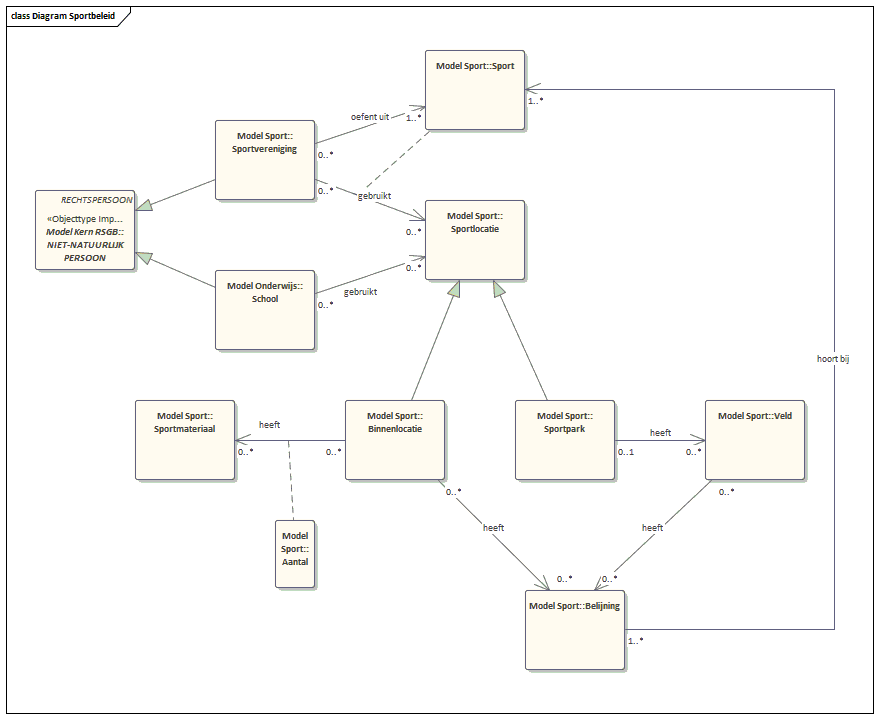 class Diagram Sportbeleid
Model Sport::Sport
1..*
oefent uit
1..*
Model Sport::
Sportvereniging
0..*
0..*
gebruikt
0..*
RECHTSPERSOON
«Objecttype Imp...
Model Kern RSGB::
NIET-NATUURLIJK
PERSOON
Model Sport::
Sportlocatie
0..*
Model Onderwijs::
School
gebruikt
0..*
hoort bij
Model Sport::
Sportmateriaal
heeft
0..*
0..*
Model Sport::
Binnenlocatie
Model Sport::
Sportpark
heeft
0..1
0..*
Model Sport::Veld
0..*
0..*
heeft
heeft
Model
Sport::
Aantal
0..*
0..*
Model Sport::Belijning
1..*